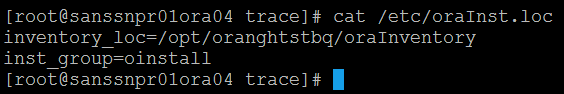 [root@sanssnpr01ora04 trace]# cat /etc/oraInst.loc
inventory_loc=/opt/oranghtstbq/oraInventory
inst_group=oinstall
[root@sanssnpr01ora04 trace]#